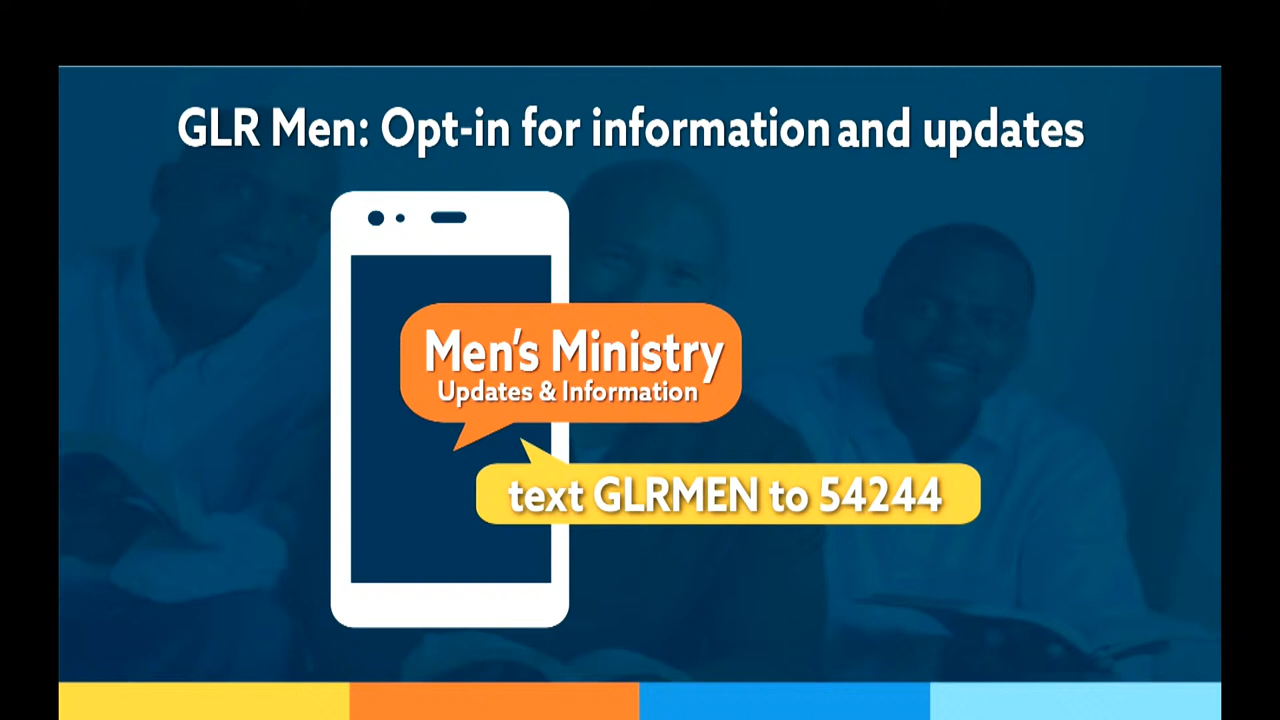 GLR Men: Opt-in for information and updates
Men's Ministry
Updates & Information
text GLRMEN to 54244